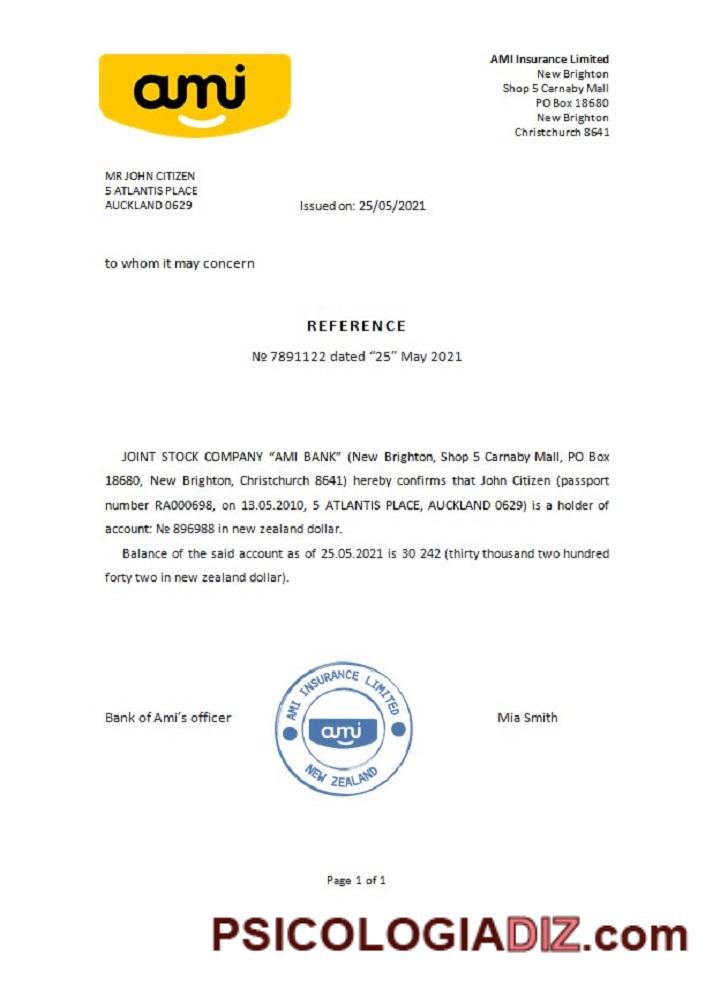 ami
AMI Insurance Limited
New Brighton
Shop 5 Carnaby Mall
PO Box 18680
New Brighton
Christchurch 8641
MR JOHN CITIZEN
5 ATLANTIS PLACE
AUCKLAND 0629
Issued on: 25/05/2021
to whom it may concern
REFERENCE
№ 7891122 dated “25” May 2021
JOINT STOCK COMPANY “AMI BANK” (New Brighton, Shop 5 Carnaby Mall, PO Box
18680, New Brighton, Christchurch 8641) hereby confirms that John Citizen (passport
number RA000698, on 13.05.2010, 5 ATLANTIS PLACE, AUCKLAND 0629) is a holder of
account: № 896988 in new zealand dollar.
Balance of the said account as of 25.05.2021 is 30 242 (thirty thousand two hundred
forty two in new zealand dollar).
Bank of Ami’s officer
AMI INSURANCE LIMITED
ami
NEW ZEALAND
Mia Smith
Page 1 of 1
PSICOLOGIADIZ.com